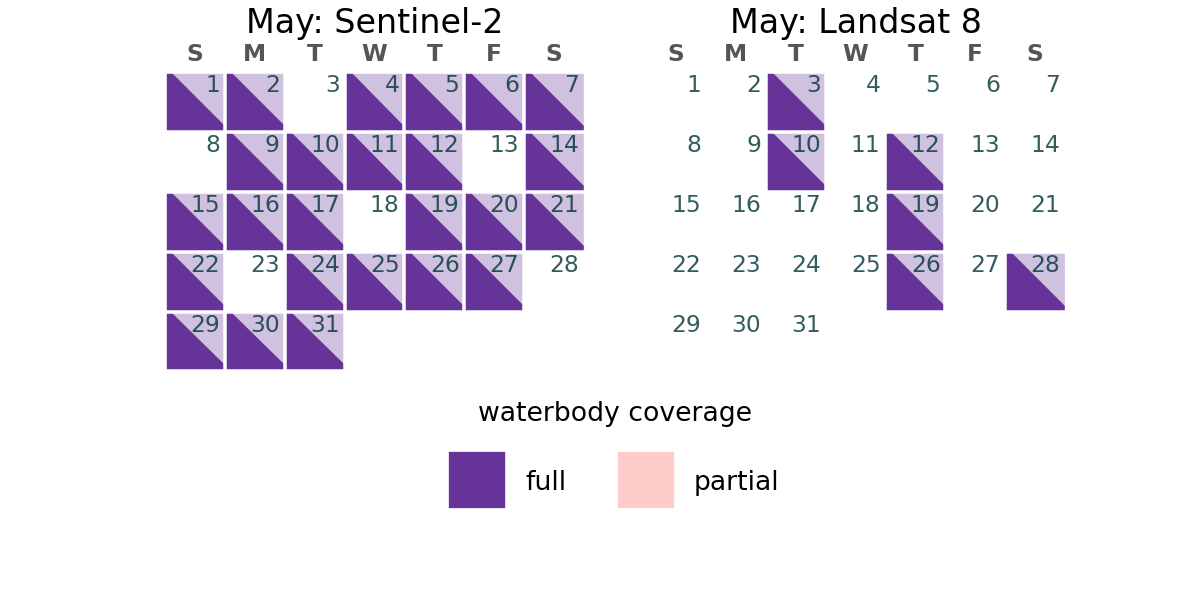 May: Sentinel-2
S M T W T F S
1 2 3 4 5 6 7
8 9 10 11 12 13 14
15 16 17 18 19 20 21
22 23 24 25 26 27 28
29 30 31
May: Landsat 8
S M T W T F S
1 2 3 4 5 6 7
8 9 10 11 12 13 14
15 16 17 18 19 20 21
22 23 24 25 26 27 28
29 30 31
waterbody coverage
full partial